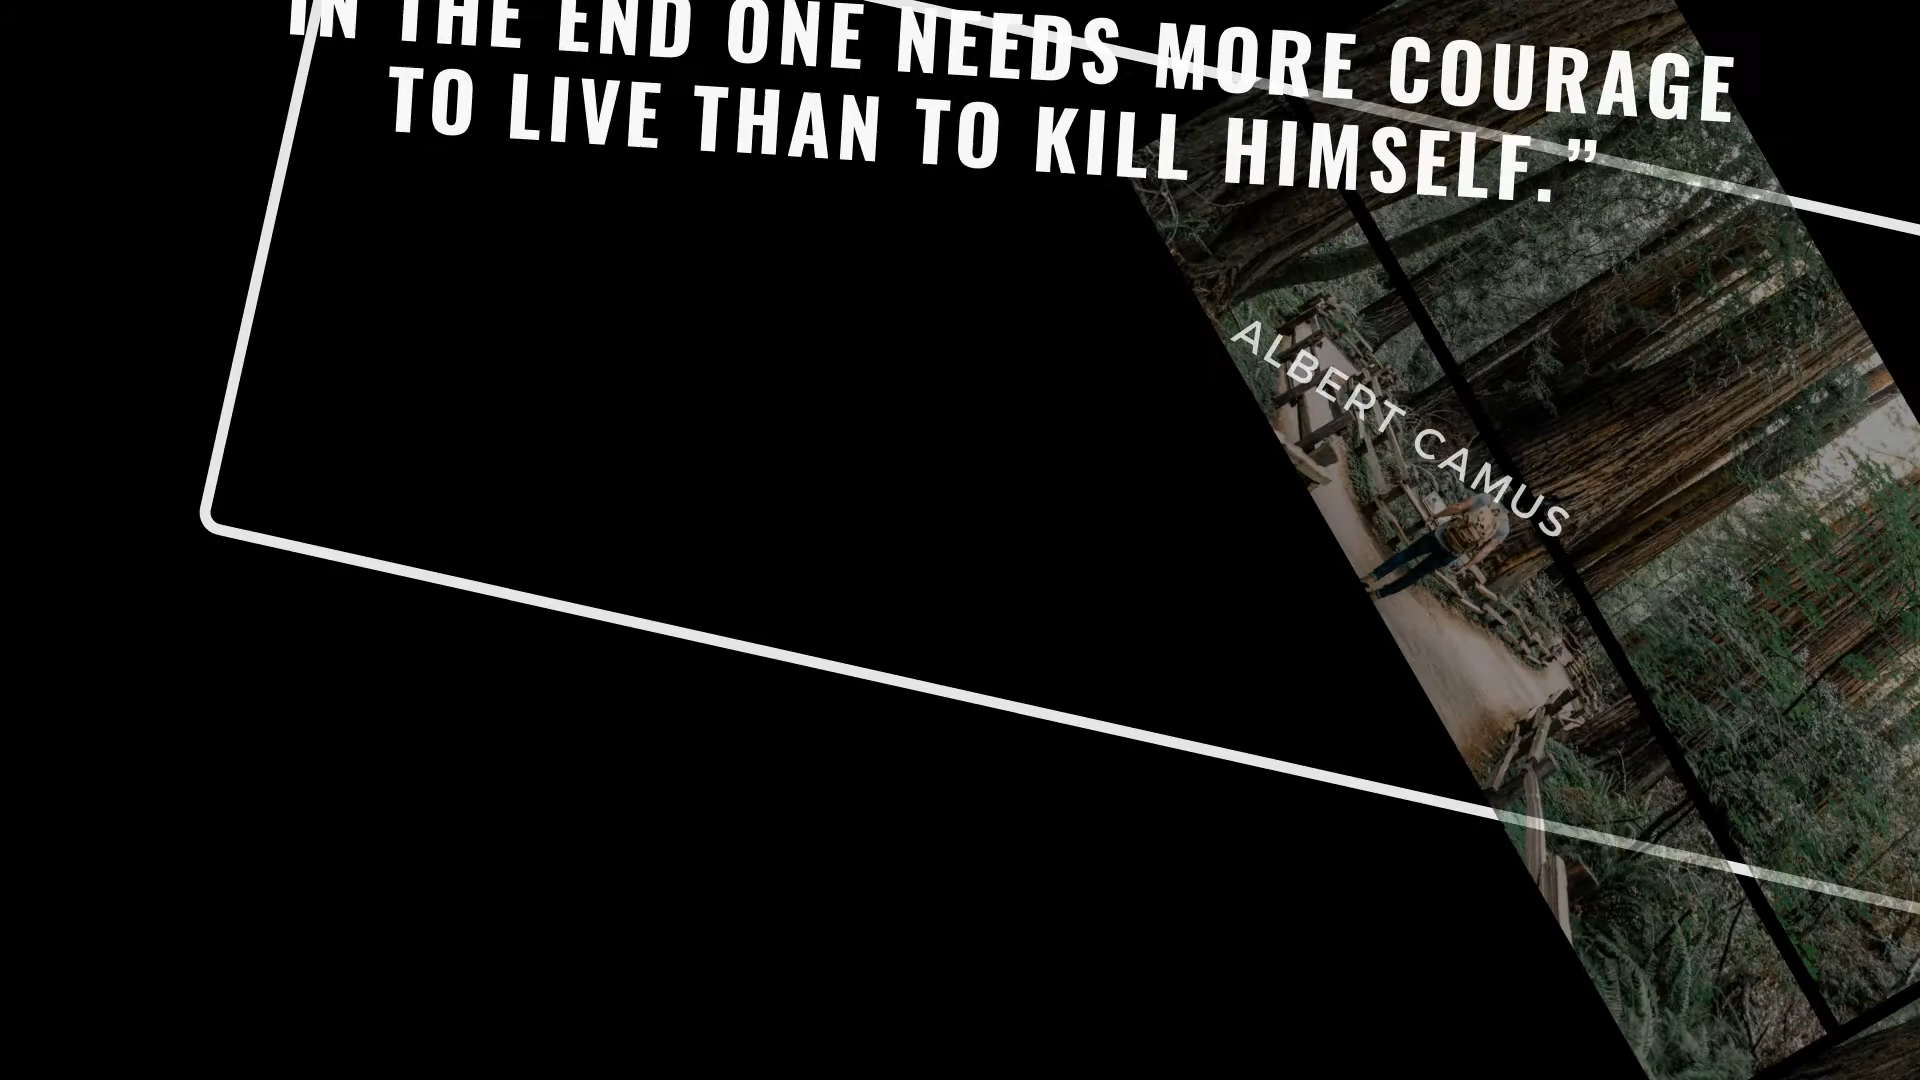 IN THE END ONE NEEDS MORE COURAGE
TO LIVE THAN TO KILL HIMSELF.”
ALBERT CAMUS